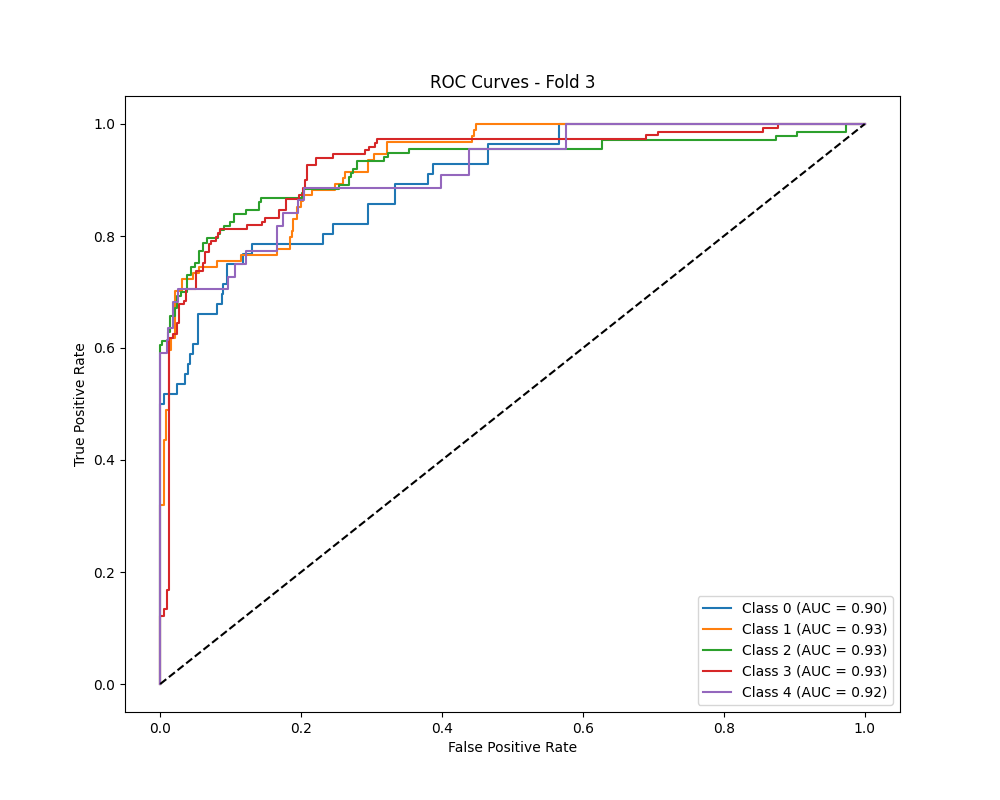 ROC Curves - Fold 3
True Positive Rate
1.0
0.8
0.6
0.4
0.2
0.0
0.0 0.2 0.4 0.6 0.8 1.0
False Positive Rate
Class 0 (AUC = 0.90)
Class 1 (AUC = 0.93)
Class 2 (AUC = 0.93)
Class 3 (AUC = 0.93)
Class 4 (AUC = 0.92)